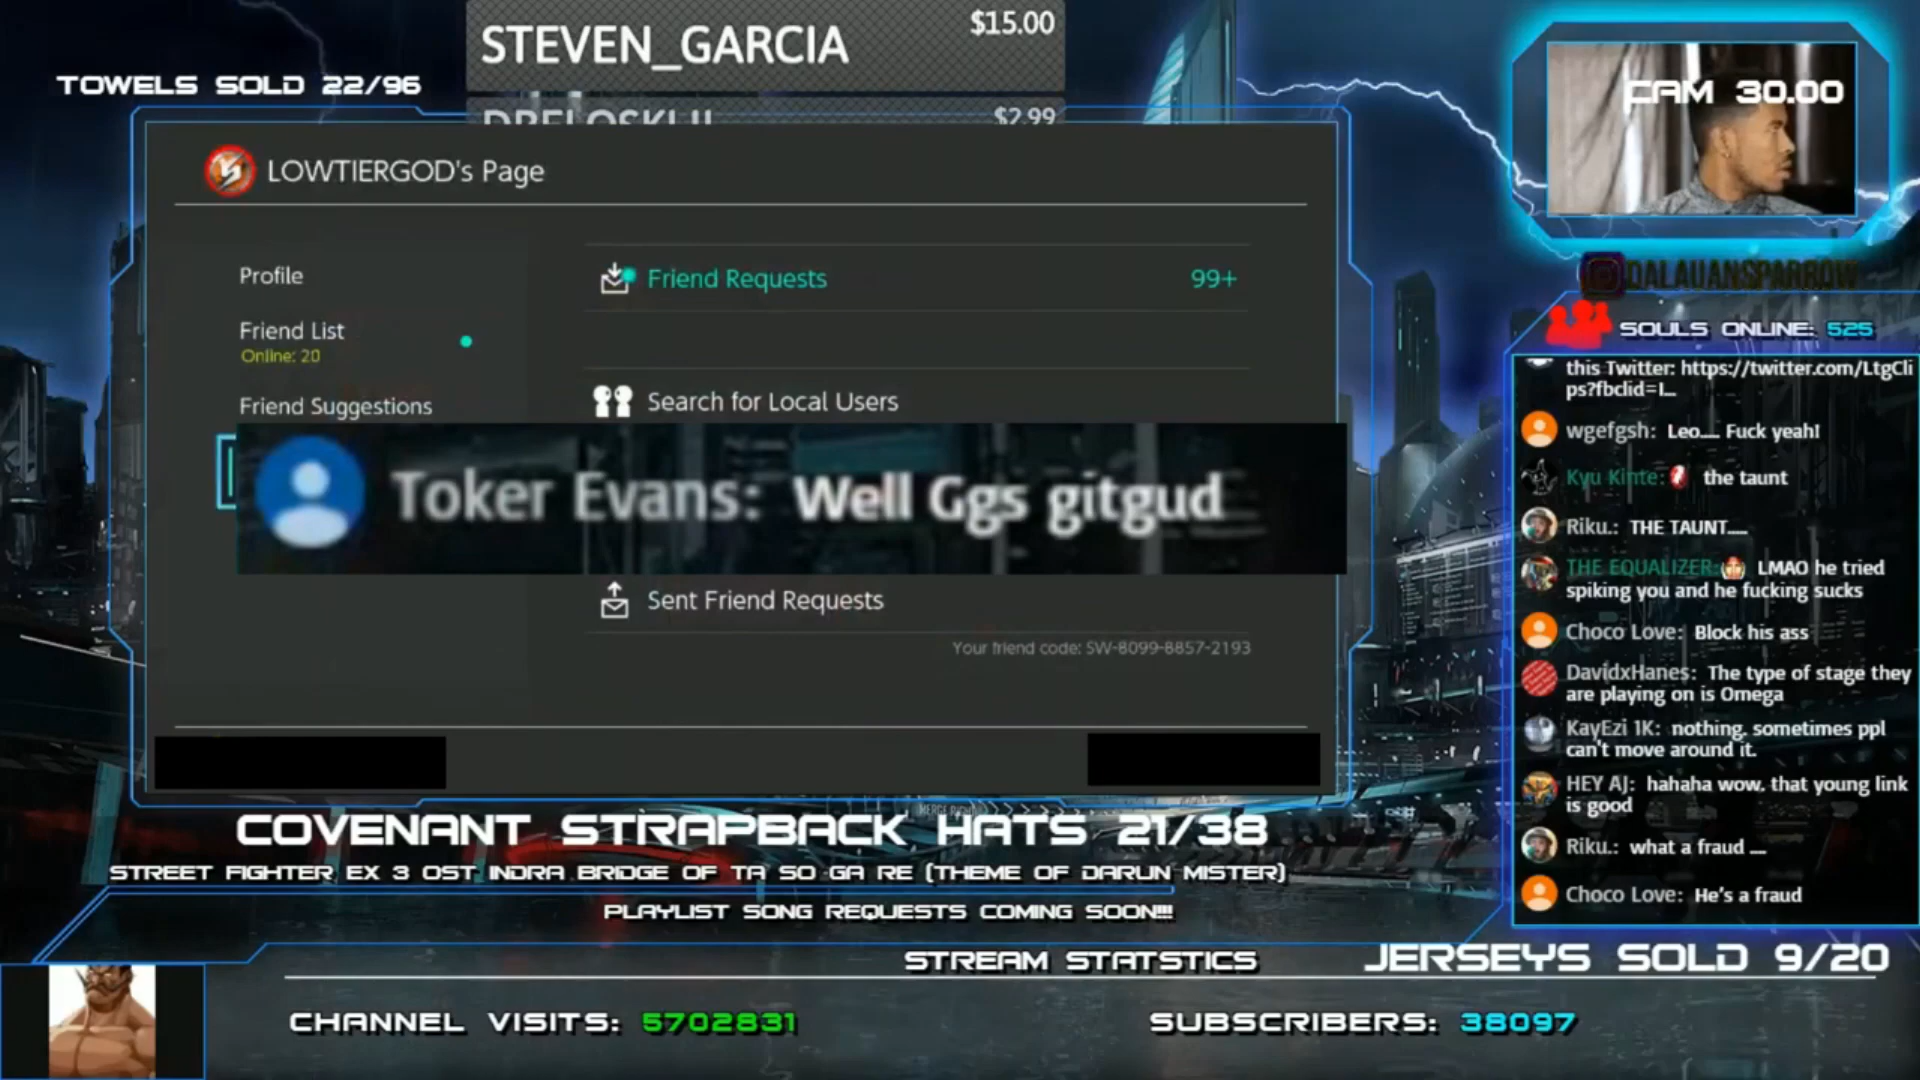 STEVEN_GARCIA $15.00
TOWELS SOLD 22/96
DRELOSKI II $2.99
CAM 30.00
LOWTIERGOD's Page
Profile
Friend List
Online: 20
Friend Suggestions
Friend Requests 99+
Search for Local Users
Toker Evans: Well Ggs gitgud
Sent Friend Requests
Your friend code: SW-8099-8857-2193
DALAUANSPARROW
SOULS ONLINE: 525
this Twitter: https://twitter.com/LtgCli
ps?fbclid=I...
wgefgsh: Leo.... Fuck yeah!
Kyu Kinte: the taunt
Riku.: THE TAUNT.....
THE EQUALIZER: LMAO he tried
spiking you and he fucking sucks
Choco Love: Block his ass
DavidxHanes: The type of stage they
are playing on is Omega
KayEzi 1K: nothing. sometimes ppl
can't move around it.
HEY AJ: hahaha wow. that young link
is good
Riku.: what a fraud ....
Choco Love: He's a fraud
COVENANT STRAPBACK HATS 21/38
STREET FIGHTER EX 3 OST INDRA BRIDGE OF TA SO GA RE (THEME OF DARUN MISTER)
PLAYLIST SONG REQUESTS COMING SOON!!!
STREAM STATSTICS
JERSEYS SOLD 9/20
CHANNEL VISITS: 5702831
SUBSCRIBERS: 38097